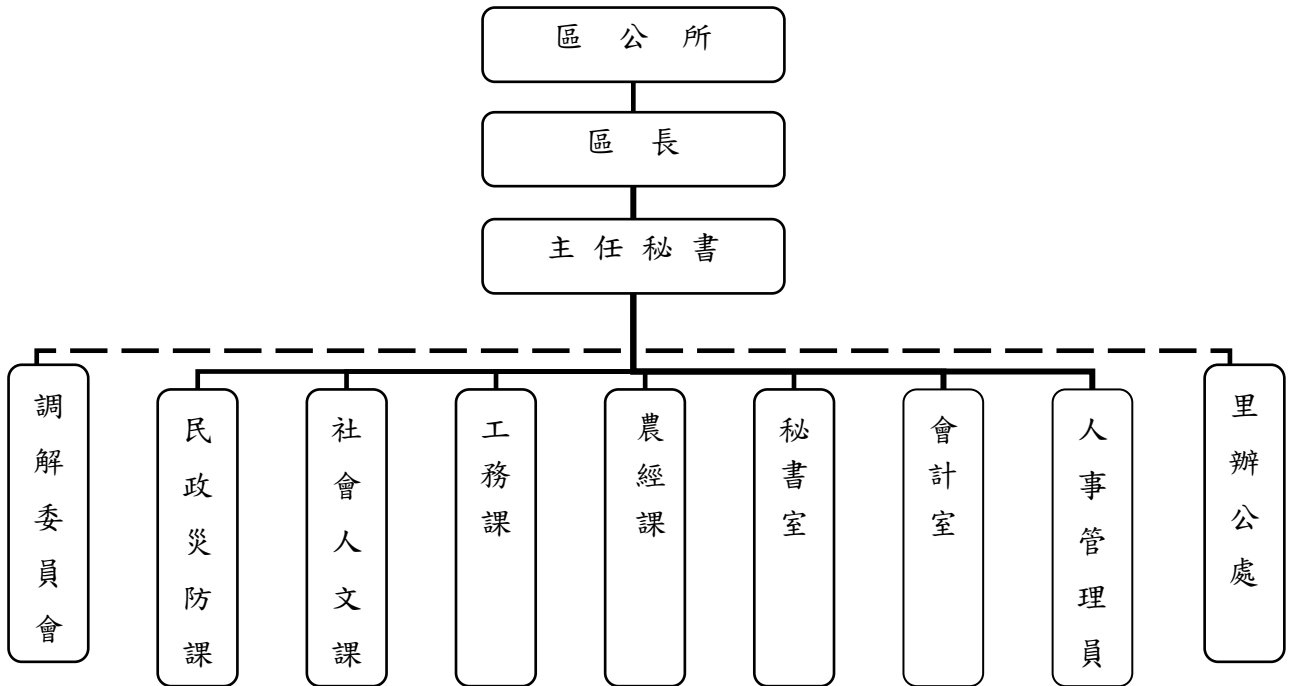 區公所
區長
主任秘書
調解委員會
民政災防課
社會人文課
工務課
農經課
秘書室
會計室
人事管理員
里辦公處